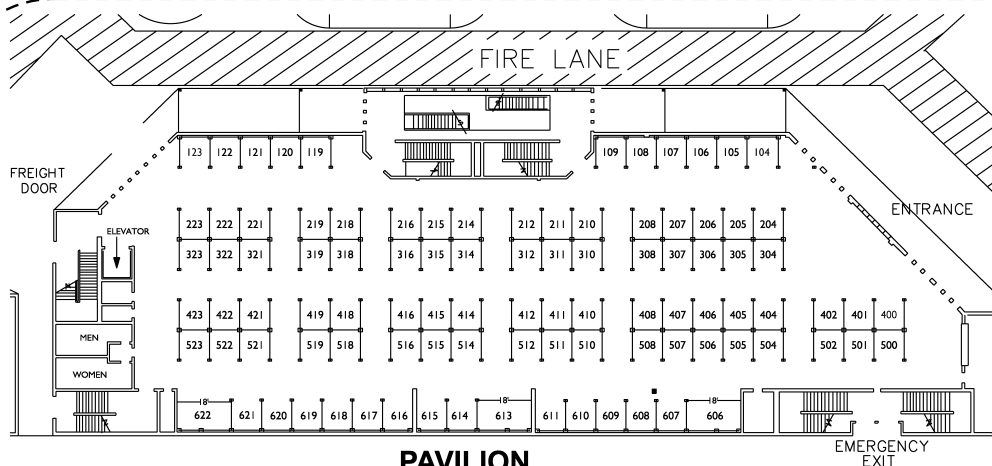 FIRE LANE
123 122 121 120 119
109 108 107 106 105 104
FREIGHT
DOOR
ENTRANCE
ELEVATOR
223 222 221 219 218 216 215 214 212 211 210 208 207 206 205 204
323 322 321 319 318 316 315 314 312 311 310 308 307 306 305 304
423 422 421 419 418 416 415 414 412 411 410 408 407 406 405 404 402 401 400
523 522 521 519 518 516 515 514 512 511 510 508 507 506 505 504 502 501 500
MEN
WOMEN
18' 18' 18'
622 621 620 619 618 617 616 615 614 613 611 610 609 608 607 606
EMERGENCY
EXIT
PAVILION